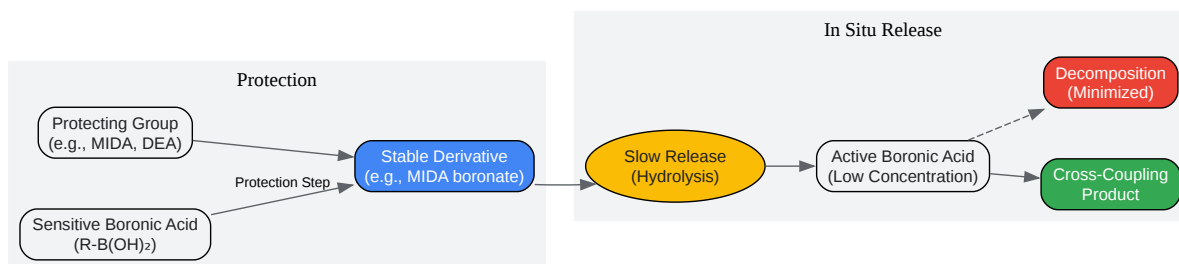 Protection
Protecting Group
(e.g., MIDA, DEA)
Protection Step
Sensitive Boronic Acid
(R-B(OH)₂)
Stable Derivative
(e.g., MIDA boronate)
In Situ Release
Slow Release
(Hydrolysis)
Active Boronic Acid
(Low Concentration)
Decomposition
(Minimized)
Cross-Coupling
Product